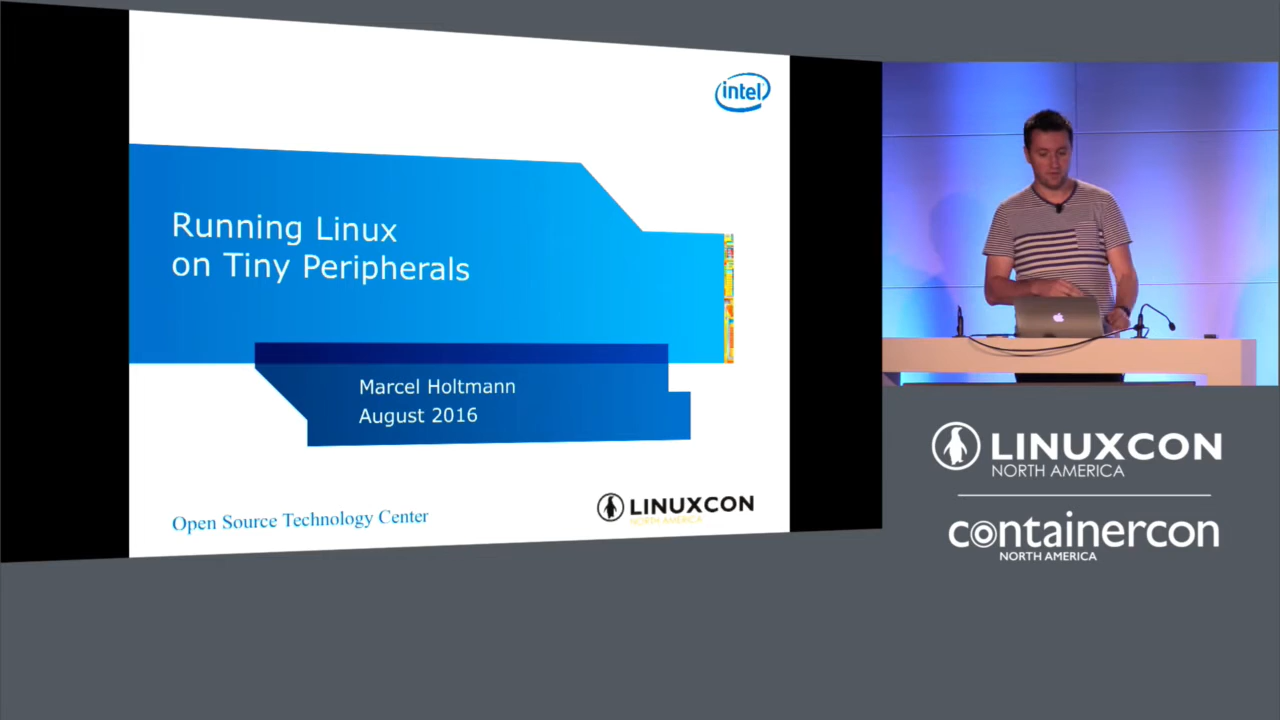 intel
Running Linux
on Tiny Peripherals
Marcel Holtmann
August 2016
Open Source Technology Center
LINUXCON
NORTH AMERICA
LINUXCON
NORTH AMERICA
containercon
NORTH AMERICA